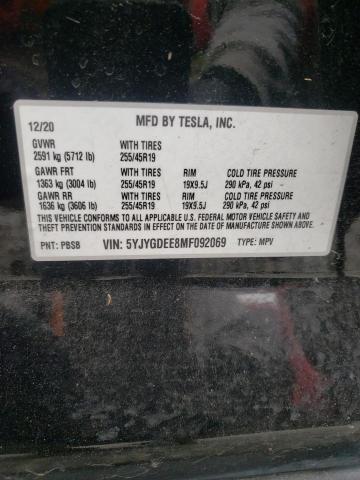 12/20 MFD BY TESLA, INC.
GVWR WITH TIRES
2591 kg (5712 lb) 255/45R19
GAWR FRT WITH TIRES RIM COLD TIRE PRESSURE
1363 kg (3004 lb) 255/45R19 19X9.5J 290 kPa, 42 psi
GAWR RR WITH TIRES RIM COLD TIRE PRESSURE
1636 kg (3606 lb) 255/45R19 19X9.5J 290 kPa, 42 psi
THIS VEHICLE CONFORMS TO ALL APPLICABLE U.S. FEDERAL MOTOR VEHICLE SAFETY AND
THEFT PREVENTION STANDARDS IN EFFECT ON THE DATE OF MANUFACTURE SHOWN ABOVE.
PNT: PBSB VIN: 5YJYGDEE8MF092069 TYPE: MPV